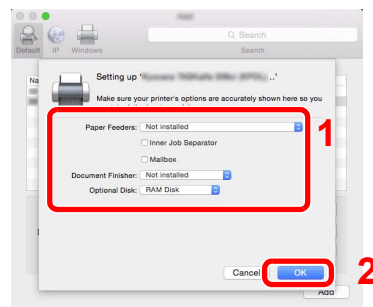 Search
Default IP Windows Search
Na
Setting up '
Make sure your printer's options are accurately shown here so you
Paper Feeders: Not installed
1
Inner Job Separator
Mailbox
Document Finisher: Not installed
Optional Disk: RAM Disk
Cancel OK
2
Add